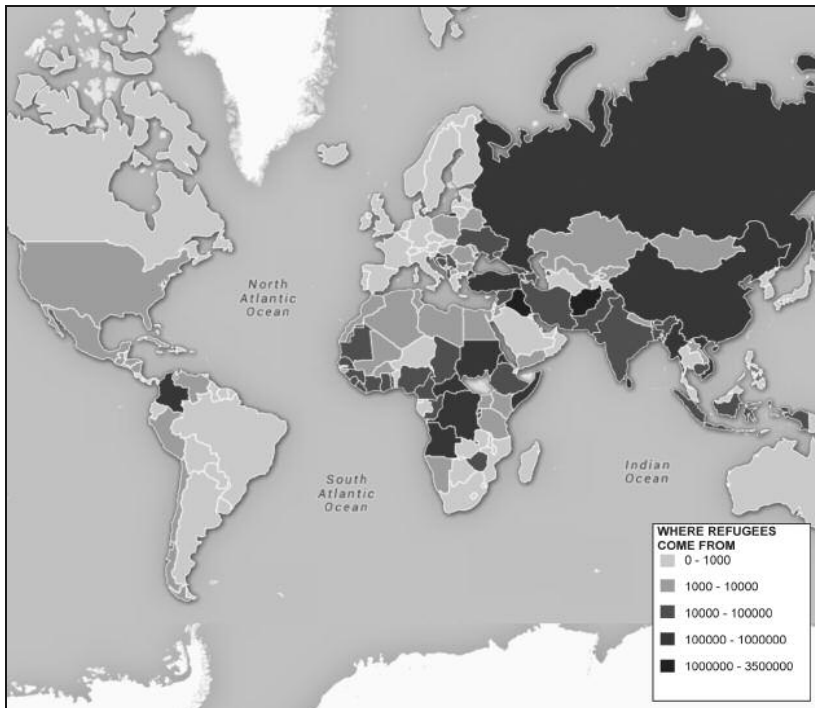 North
Atlantic
Ocean
South
Atlantic
Ocean
Indian
Ocean
WHERE REFUGEES
COME FROM
0 - 1000
1000 - 10000
10000 - 100000
100000 - 1000000
1000000 - 3500000